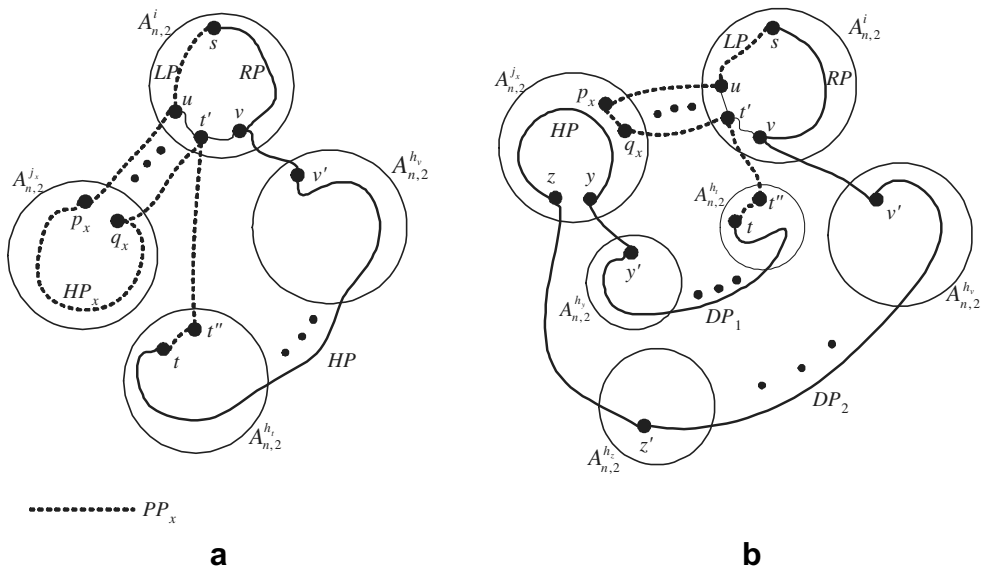 A_{n,2}^{i}
s
LP
RP
u
t'
v
A_{n,2}^{j_x}
p_x
q_x
HP_x
v'
A_{n,2}^{h_v}
t''
t
HP
A_{n,2}^{h_t}
PP_x
a
LP
s
A_{n,2}^{i}
RP
A_{n,2}^{j_x}
p_x
u
HP
q_x
t'
v
z
y
A_{n,2}^{h_t}
t''
t
v'
y'
A_{n,2}^{h_y}
DP_1
A_{n,2}^{h_v}
DP_2
A_{n,2}^{h_z}
z'
b